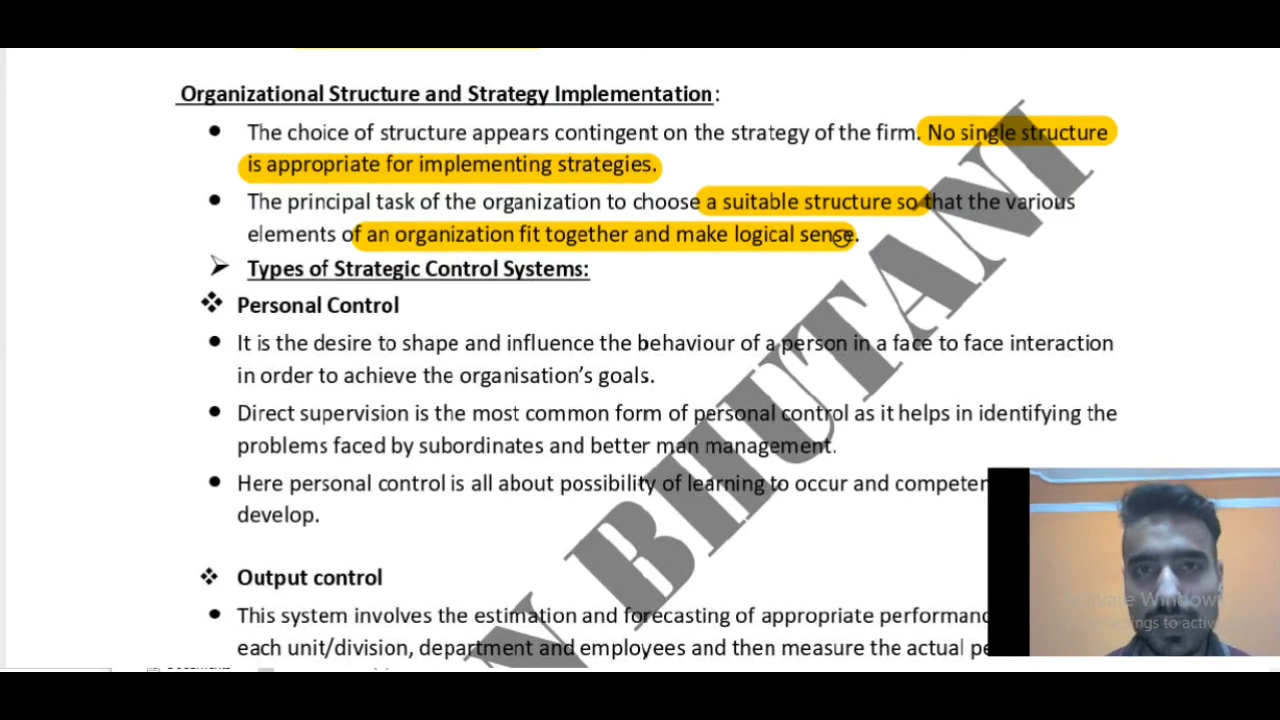 Organizational Structure and Strategy Implementation:
The choice of structure appears contingent on the strategy of the firm. No single structure
is appropriate for implementing strategies.
The principal task of the organization to choose a suitable structure so that the various
elements of an organization fit together and make logical sense.
Types of Strategic Control Systems:
Personal Control
It is the desire to shape and influence the behaviour of a person in a face to face interaction
in order to achieve the organisation's goals.
Direct supervision is the most common form of personal control as it helps in identifying the
problems faced by subordinates and better man management.
Here personal control is all about possibility of learning to occur and competen
develop.
Output control
This system involves the estimation and forecasting of appropriate performanc
each unit/division, department and employees and then measure the actual pe
N BHUTANI